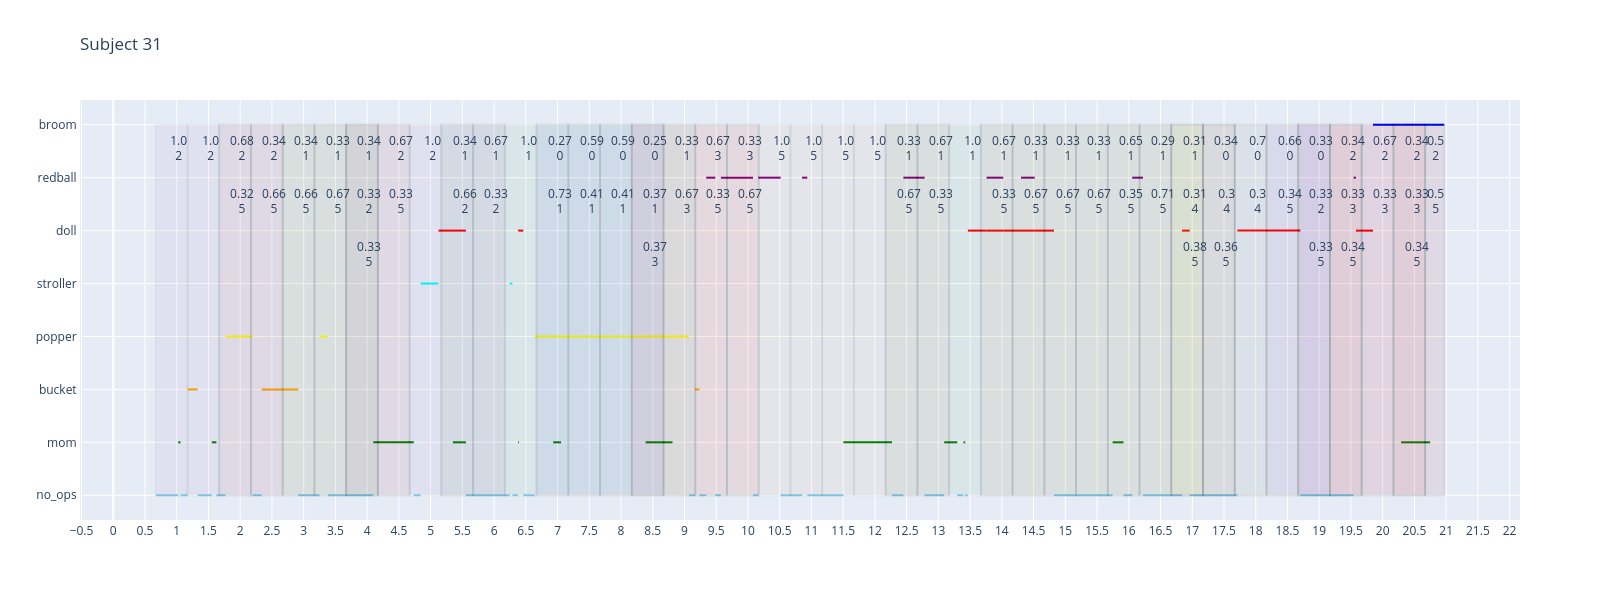 Subject 31
broom
1.0 1.0 0.68 0.34 0.34 0.33 0.34 0.67 1.0 0.34 0.67 1.0 0.27 0.59 0.59 0.25 0.33 0.67 0.33 1.0 1.0 1.0 1.0 0.33 0.67 1.0 0.67 0.33 0.33 0.33 0.65 0.29 0.31 0.34 0.7 0.66 0.33 0.34 0.67 0.34 0.5
2 2 2 2 1 1 1 2 2 1 1 1 0 0 0 0 1 3 3 5 5 5 5 1 1 1 1 1 1 1 1 1 1 0 0 0 0 2 2 2 2
redball
0.32 0.66 0.66 0.67 0.33 0.33 0.66 0.33 0.73 0.41 0.41 0.37 0.67 0.33 0.67 0.67 0.33 0.33 0.67 0.67 0.67 0.35 0.71 0.31 0.3 0.3 0.34 0.33 0.33 0.33 0.33 0.5
5 5 5 5 2 5 2 2 1 1 1 1 3 5 5 5 5 5 5 5 5 5 5 4 4 4 5 2 3 3 3 5
doll
0.33 0.37 0.38 0.36 0.33 0.34 0.34
5 3 5 5 5 5 5
stroller
popper
bucket
mom
no_ops
−0.5 0 0.5 1 1.5 2 2.5 3 3.5 4 4.5 5 5.5 6 6.5 7 7.5 8 8.5 9 9.5 10 10.5 11 11.5 12 12.5 13 13.5 14 14.5 15 15.5 16 16.5 17 17.5 18 18.5 19 19.5 20 20.5 21 21.5 22